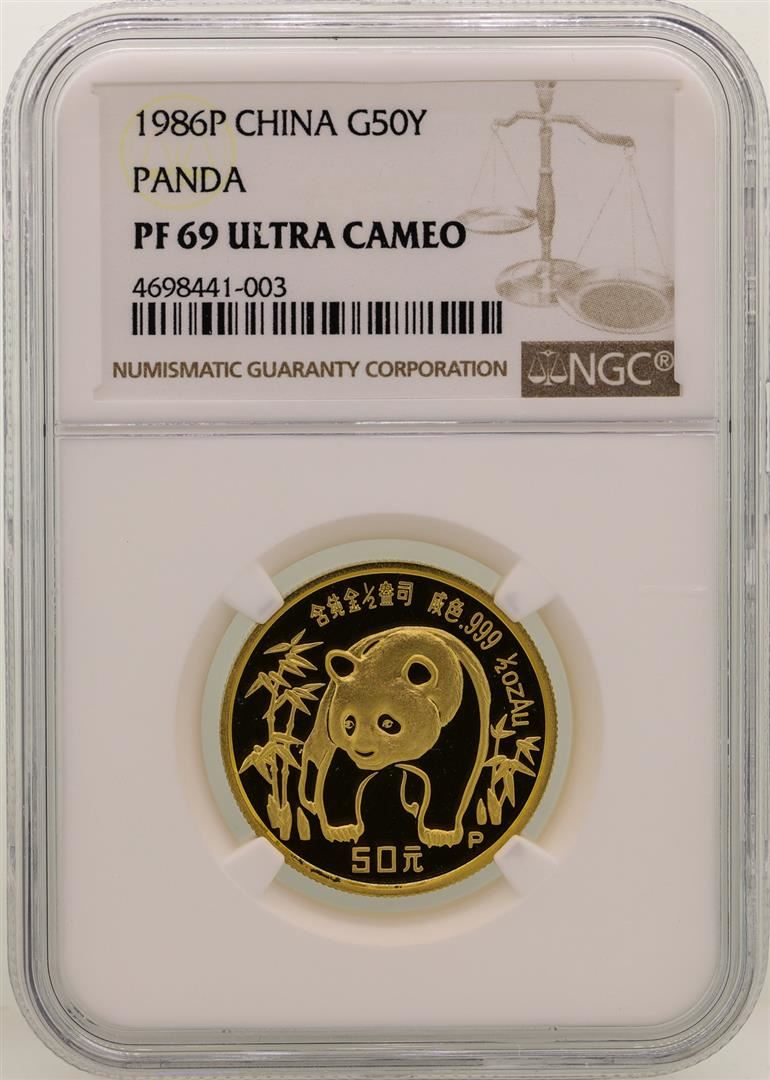 1986P CHINA G50Y
PANDA
PF 69 ULTRA CAMEO
4698441-003
NUMISMATIC GUARANTY CORPORATION
NGC®
含纯金½盎司 成色.999 ½ozAu
P
50元